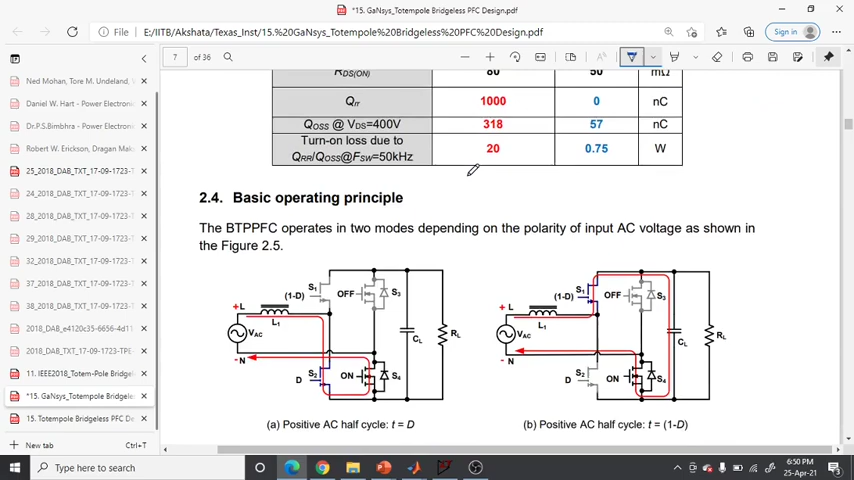 *15. GaNsys_Totempole Bridgeless PFC Design.pdf
File
E:/IITB/Akshata/Texas_Inst/15.%20GaNsys_Totempole%20Bridgeless%20PFC%20Design.pdf
Sign in
7 of 36
Ned Mohan, Tore M. Undeland, W
Daniel W. Hart - Power Electroni
Dr.P.S.Bimbhra - Power Electron
Robert W. Erickson, Dragan Mak
25_2018_DAB_TXT_17-09-1723-T
24_2018_DAB_TXT_17-09-1723-T
28_2018_DAB_TXT_17-09-1723-T
29_2018_DAB_TXT_17-09-1723-T
32_2018_DAB_TXT_17-09-1723-T
37_2018_DAB_TXT_17-09-1723-T
38_2018_DAB_TXT_17-09-1723-T
2018_DAB_e4120c35-6656-4d11
2018_DAB_TXT_17-09-1723-TPE-
11. IEEE2018_Totem-Pole Bridgel
*15. GaNsys_Totempole Bridgele
15. Totempole Bridgeless PFC De
New tab Ctrl+T
RDS(ON) 80 50 mΩ
Qrr 1000 0 nC
QOSS @ VDS=400V 318 57 nC
Turn-on loss due to
QRR/QOSS@FSW=50kHz 20 0.75 W
2.4. Basic operating principle
The BTPPFC operates in two modes depending on the polarity of input AC voltage as shown in
the Figure 2.5.
S1
(1-D)
OFF
S3
+L
L1
VAC
CL
RL
-N
S2
D
ON
S4
(a) Positive AC half cycle: t = D
S1
(1-D)
OFF
S3
+L
L1
VAC
CL
RL
- N
S2
D
ON
S4
(b) Positive AC half cycle: t = (1-D)
Type here to search
6:50 PM
25-Apr-21
3